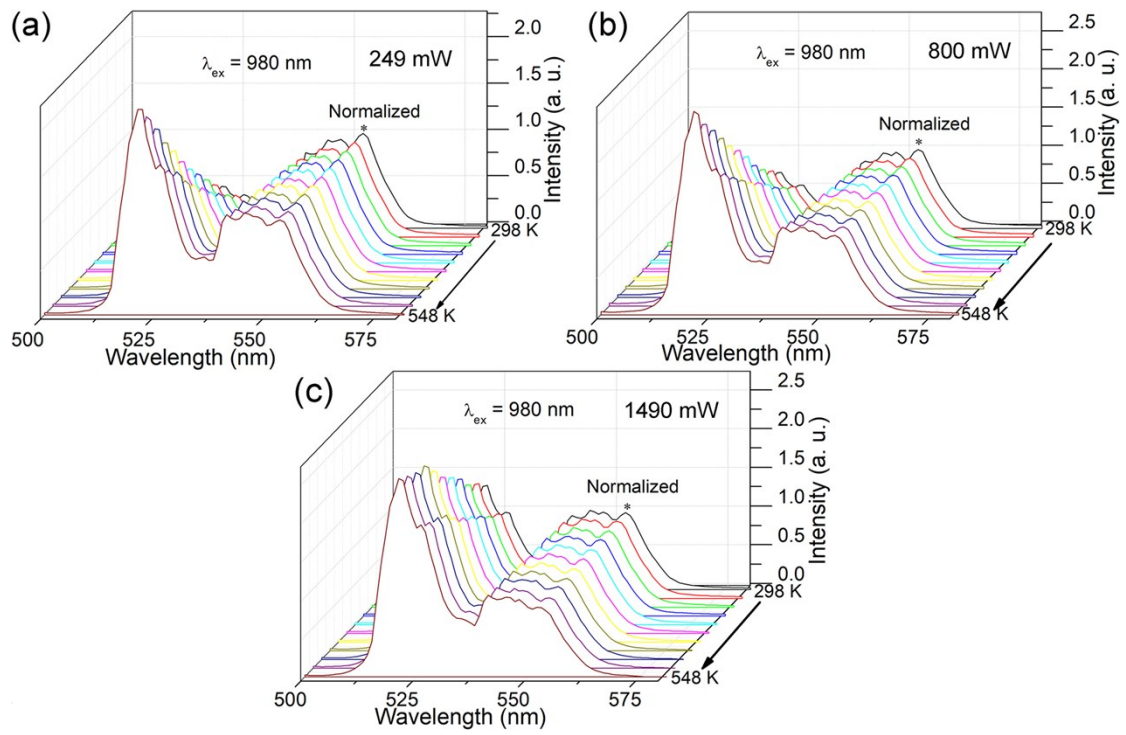 (a)
λex = 980 nm
249 mW
Normalized
*
2.0
1.5
1.0
0.5
0.0
Intensity (a. u.)
298 K
548 K
500
525
550
575
Wavelength (nm)
(b)
λex = 980 nm
800 mW
Normalized
*
2.5
2.0
1.5
1.0
0.5
0.0
Intensity (a. u.)
298 K
548 K
500
525
550
575
Wavelength (nm)
(c)
λex = 980 nm
1490 mW
Normalized
*
2.5
2.0
1.5
1.0
0.5
0.0
Intensity (a. u.)
298 K
548 K
500
525
550
575
Wavelength (nm)